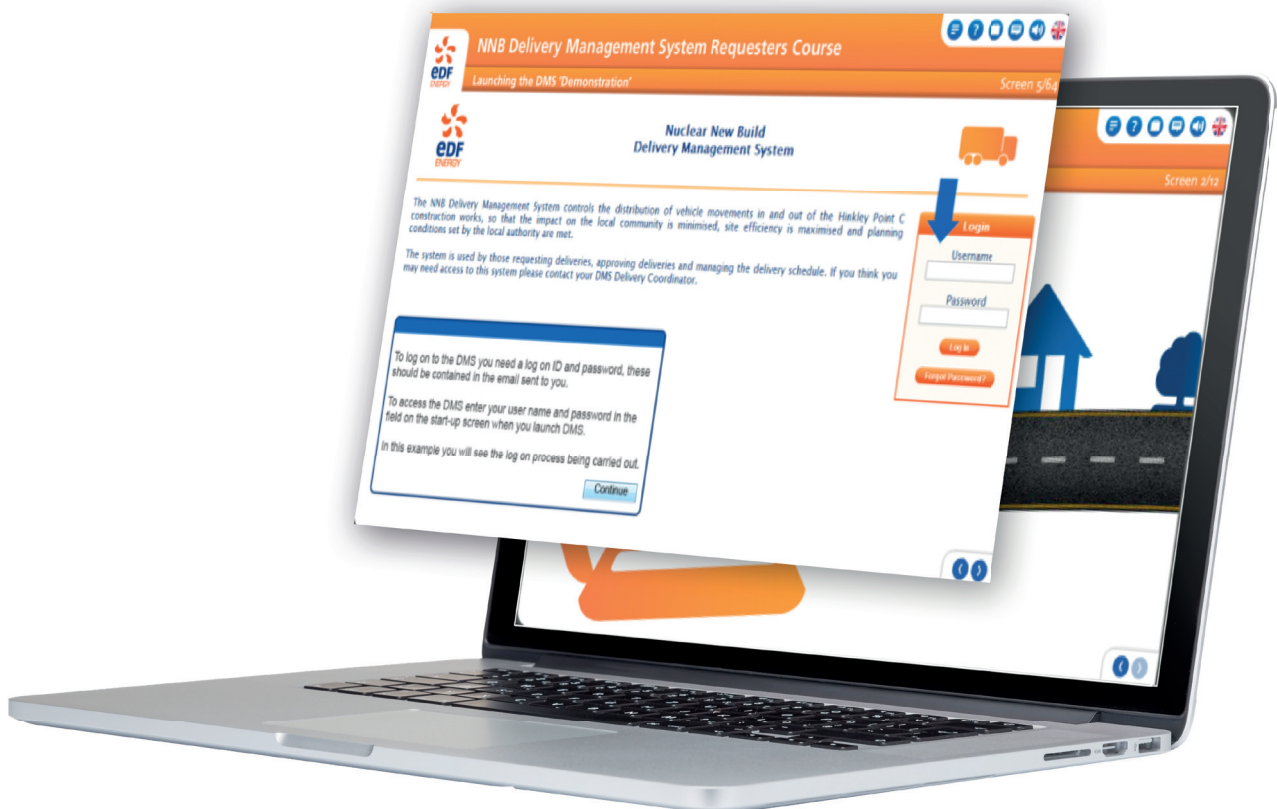 eDF
ENERGY
NNB Delivery Management System Requesters Course
Launching the DMS 'Demonstration'
Screen 5/64
eDF
ENERGY
Nuclear New Build
Delivery Management System
The NNB Delivery Management System controls the distribution of vehicle movements in and out of the Hinkley Point C
construction works, so that the impact on the local community is minimised, site efficiency is maximised and planning
conditions set by the local authority are met.
The system is used by those requesting deliveries, approving deliveries and managing the delivery schedule. If you think you
may need access to this system please contact your DMS Delivery Coordinator.
Login
Username
Password
Log In
Forgot Password?
To log on to the DMS you need a log on ID and password, these
should be contained in the email sent to you.
To access the DMS enter your user name and password in the
field on the start-up screen when you launch DMS.
In this example you will see the log on process being carried out.
Continue
Screen 2/12